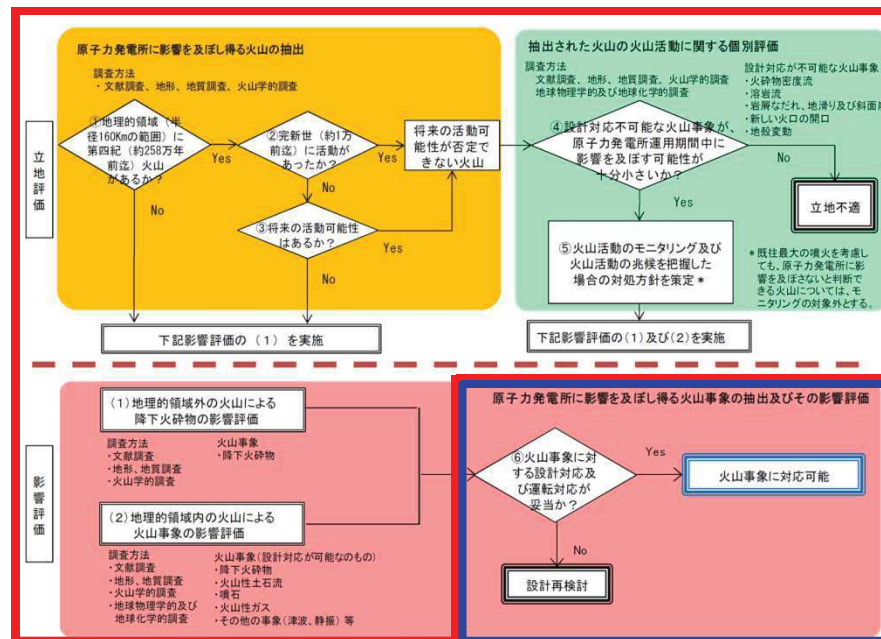 原子力発電所に影響を及ぼし得る火山の抽出
調査方法
・文献調査、地形、地質調査、火山学的調査
①地理的領域(半
径160Kmの範囲)に
第四紀(約258万年
前迄)火山
があるか?
Yes
No
②完新世(約1万
前迄)に活動が
あったか?
Yes
No
③将来の活動可能性
はあるか?
Yes
No
将来の活動可
能性が否定で
きない火山
下記影響評価の(1)を実施
立地評価
抽出された火山の火山活動に関する個別評価
調査方法
文献調査、地形、地質調査、火山学的調査
地球物理学的及び地球化学的調査
設計対応が不可能な火山事象
・火砕物密度流
・溶岩流
・岩屑なだれ、地滑り及び斜面
・新しい火口の開口
・地殻変動
④設計対応不可能な火山事象が、
原子力発電所運用期間中に
影響を及ぼす可能性が
十分小さいか?
No
Yes
立地不適
⑤火山活動のモニタリング及び
火山活動の兆候を把握した
場合の対処方針を策定*
*既往最大の噴火を考慮し
ても、原子力発電所に影
響を及ぼさないと判断で
きる火山については、モ
ニタリングの対象外とする。
下記影響評価の(1)及び(2)を実施
影響評価
(1)地理的領域外の火山による
降下火砕物の影響評価
調査方法
・文献調査
・地形、地質調査
・火山学的調査
火山事象
・降下火砕物
(2)地理的領域内の火山による
火山事象の影響評価
調査方法
・文献調査
・地形、地質調査
・火山学的調査
・地球物理学的及び
地球化学的調査
火山事象(設計対応が可能なのもの)
・降下火砕物
・火山性土石流
・噴石
・火山性ガス
・その他の事象(津波、静振)等
原子力発電所に影響を及ぼし得る火山事象の抽出及びその影響評価
⑥火山事象に対
する設計対応及
び運転対応が
妥当か?
Yes
火山事象に対応可能
No
設計再検討